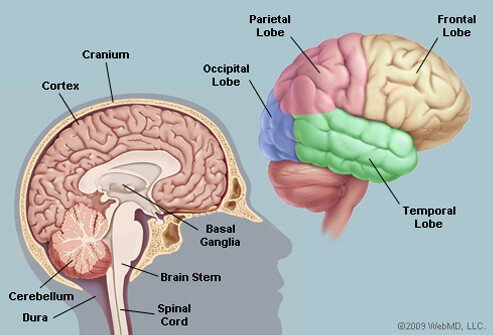 Parietal
Lobe
Frontal
Lobe
Cranium
Occipital
Lobe
Cortex
Temporal
Lobe
Basal
Ganglia
Brain Stem
Cerebellum
Spinal
Cord
Dura
©2009 WebMD, LLC.